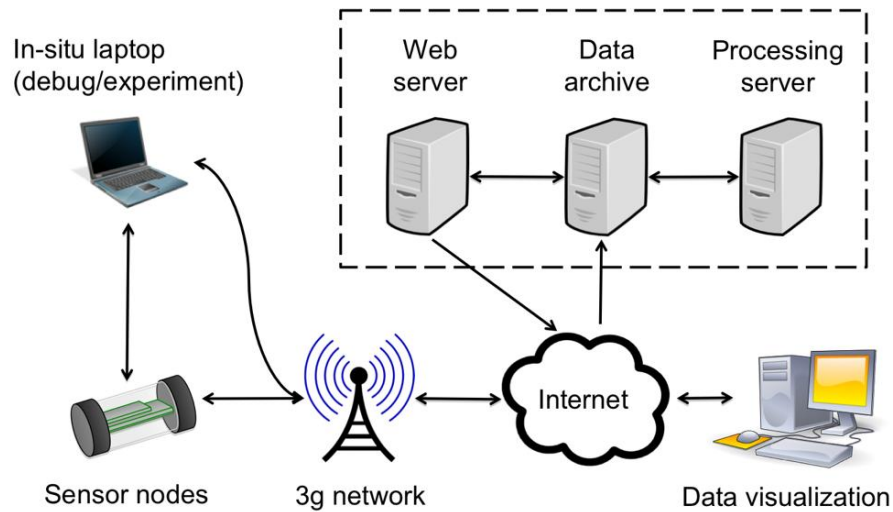 In-situ laptop
(debug/experiment)
Web
server
Data
archive
Processing
server
Internet
Sensor nodes
3g network
Data visualization